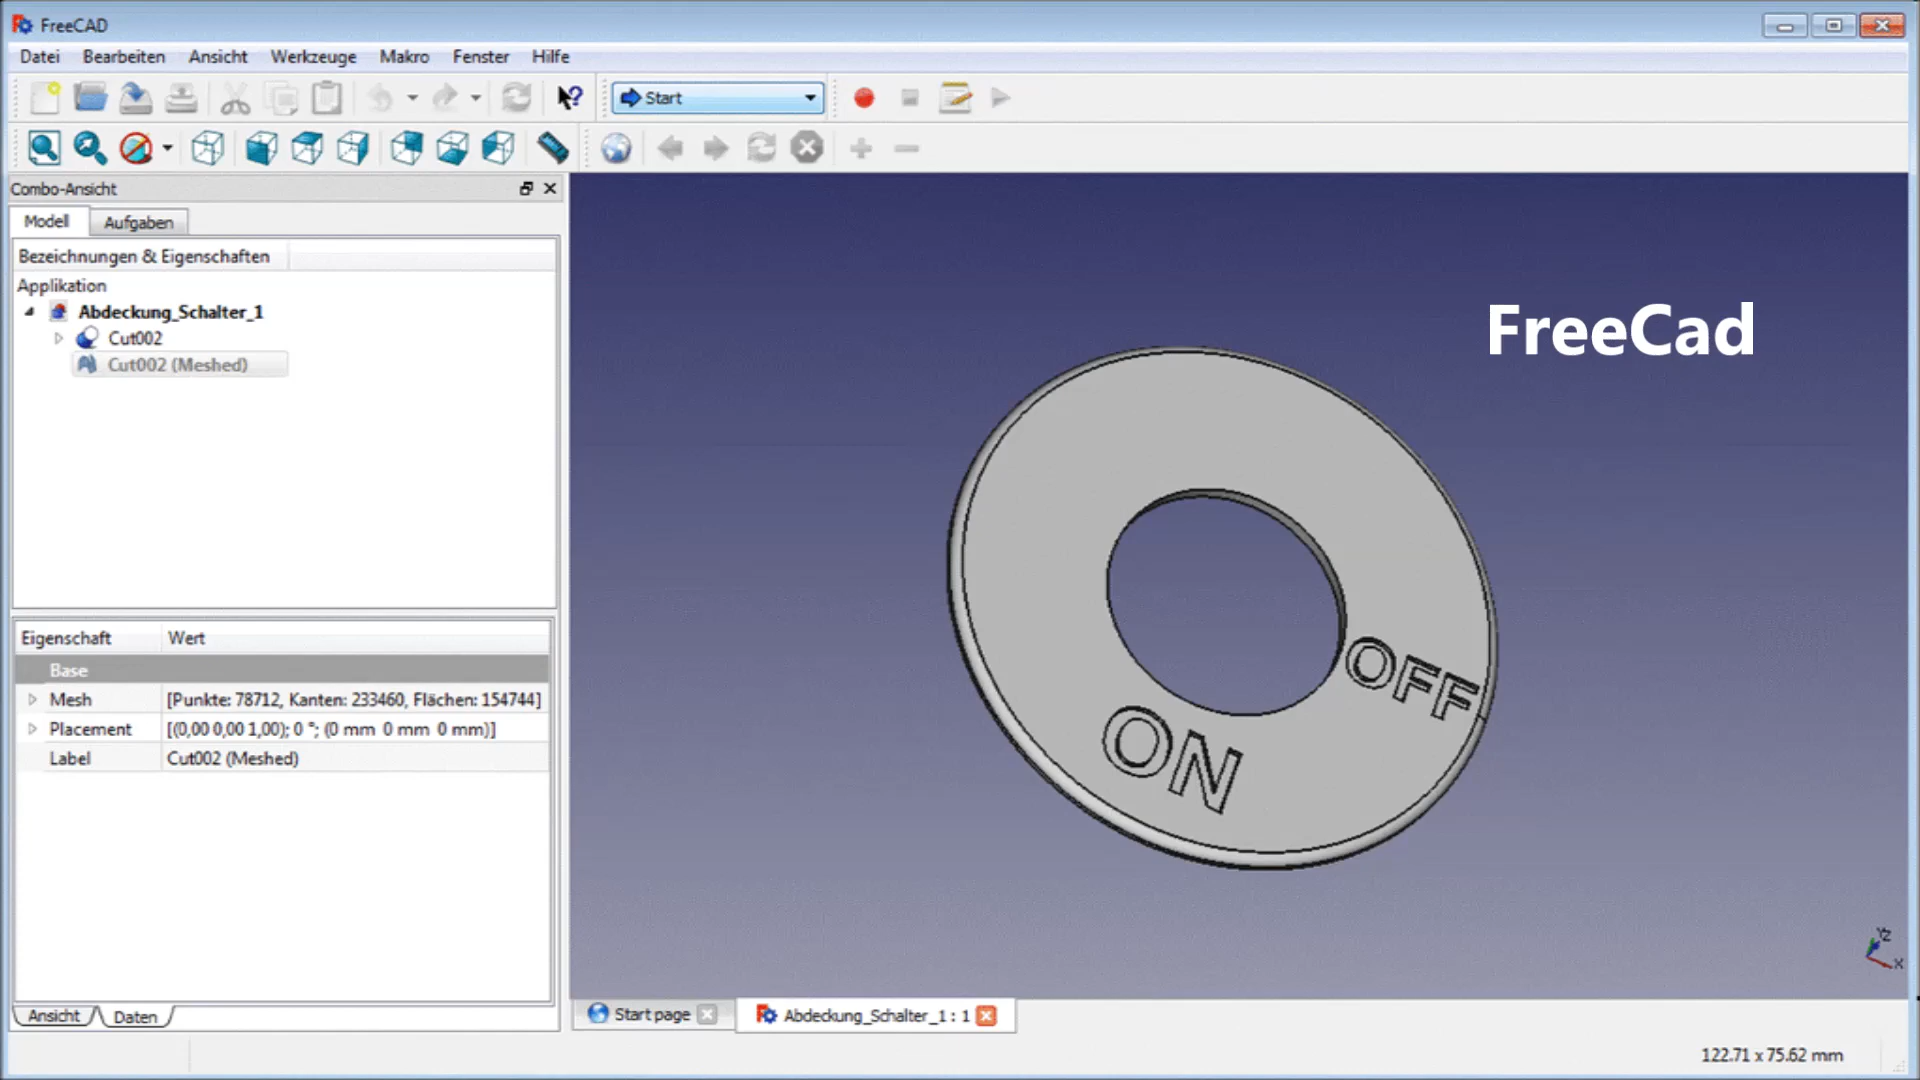 FreeCAD
Datei Bearbeiten Ansicht Werkzeuge Makro Fenster Hilfe
Start
Combo-Ansicht
Modell Aufgaben
Bezeichnungen & Eigenschaften
Applikation
Abdeckung_Schalter_1
Cut002
Cut002 (Meshed)
FreeCad
OFF
ON
Eigenschaft Wert
Base
Mesh [Punkte: 78712, Kanten: 233460, Flächen: 154744]
Placement [(0,00 0,00 1,00); 0 °; (0 mm 0 mm 0 mm)]
Label Cut002 (Meshed)
YZ
X
Ansicht Daten
Start page Abdeckung_Schalter_1 : 1
122.71 x 75.62 mm